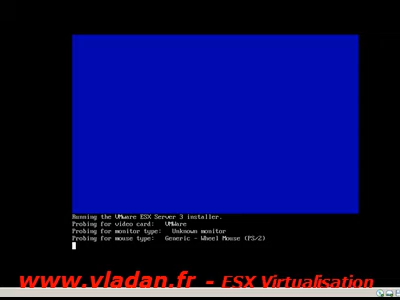 Running the VMware ESX Server 3 installer.
Probing for video card:   VMWare
Probing for monitor type:   Unknown monitor
Probing for mouse type:   Generic - Wheel Mouse (PS/2)
www.vladan.fr - ESX Virtualisation